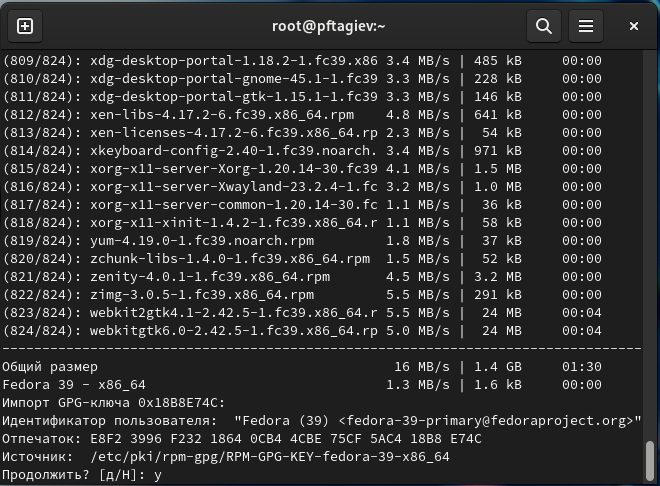 root@pftagiev:~
(809/824): xdg-desktop-portal-1.18.2-1.fc39.x86 3.4 MB/s | 485 kB     00:00
(810/824): xdg-desktop-portal-gnome-45.1-1.fc39 3.3 MB/s | 228 kB     00:00
(811/824): xdg-desktop-portal-gtk-1.15.1-1.fc39 3.3 MB/s | 146 kB     00:00
(812/824): xen-libs-4.17.2-6.fc39.x86_64.rpm    4.8 MB/s | 641 kB     00:00
(813/824): xen-licenses-4.17.2-6.fc39.x86_64.rp 2.3 MB/s |  54 kB     00:00
(814/824): xkeyboard-config-2.40-1.fc39.noarch. 3.4 MB/s | 971 kB     00:00
(815/824): xorg-x11-server-Xorg-1.20.14-30.fc39 4.1 MB/s | 1.5 MB     00:00
(816/824): xorg-x11-server-Xwayland-23.2.4-1.fc 3.2 MB/s | 1.0 MB     00:00
(817/824): xorg-x11-server-common-1.20.14-30.fc 1.1 MB/s |  36 kB     00:00
(818/824): xorg-x11-xinit-1.4.2-1.fc39.x86_64.r 1.1 MB/s |  58 kB     00:00
(819/824): yum-4.19.0-1.fc39.noarch.rpm         1.8 MB/s |  37 kB     00:00
(820/824): zchunk-libs-1.4.0-1.fc39.x86_64.rpm  1.5 MB/s |  52 kB     00:00
(821/824): zenity-4.0.1-1.fc39.x86_64.rpm       4.5 MB/s | 3.2 MB     00:00
(822/824): zimg-3.0.5-1.fc39.x86_64.rpm         5.5 MB/s | 291 kB     00:00
(823/824): webkit2gtk4.1-2.42.5-1.fc39.x86_64.r 5.5 MB/s |  24 MB     00:04
(824/824): webkitgtk6.0-2.42.5-1.fc39.x86_64.rp 5.0 MB/s |  24 MB     00:04
--------------------------------------------------------------------------------
Общий размер                                     16 MB/s | 1.4 GB     01:30
Fedora 39 - x86_64                              1.3 MB/s | 1.6 kB     00:00
Импорт GPG-ключа 0x18B8E74C:
Идентификатор пользователя:  "Fedora (39) <fedora-39-primary@fedoraproject.org>"
Отпечаток: E8F2 3996 F232 1864 0CB4 4CBE 75CF 5AC4 18B8 E74C
Источник:  /etc/pki/rpm-gpg/RPM-GPG-KEY-fedora-39-x86_64
Продолжить? [д/Н]: y